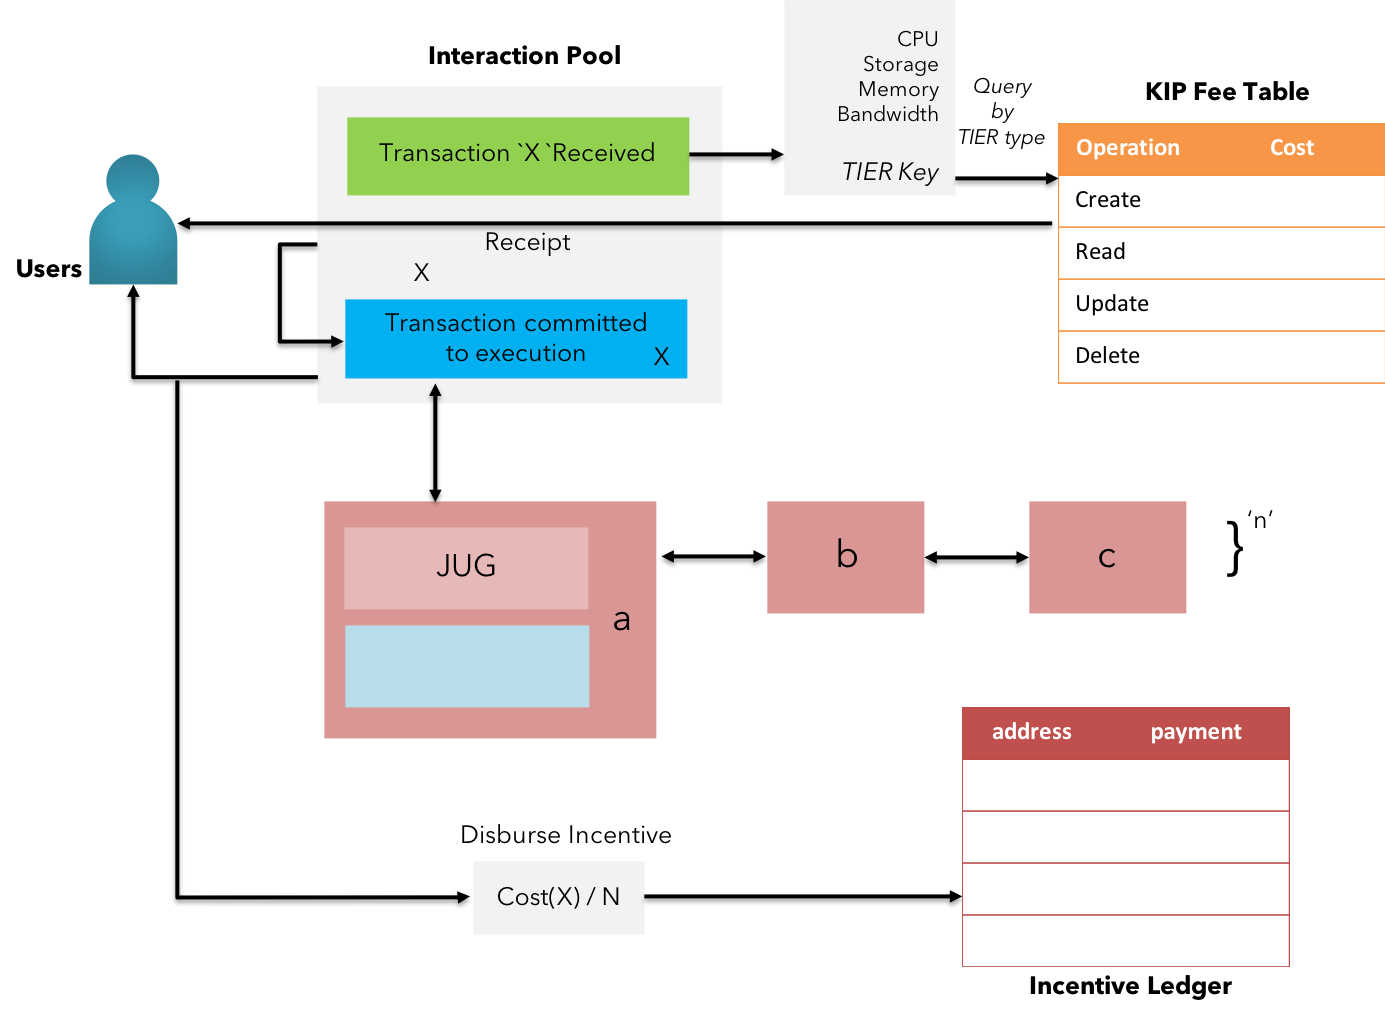 Interaction Pool
CPU
Storage
Memory
Bandwidth
TIER Key
Query
by
TIER type
KIP Fee Table
Operation Cost
Create
Read
Update
Delete
Transaction `X `Received
Users
Receipt
X
Transaction committed
to execution X
JUG
a
b
c
} ‘n’
address payment
Disburse Incentive
Cost(X) / N
Incentive Ledger